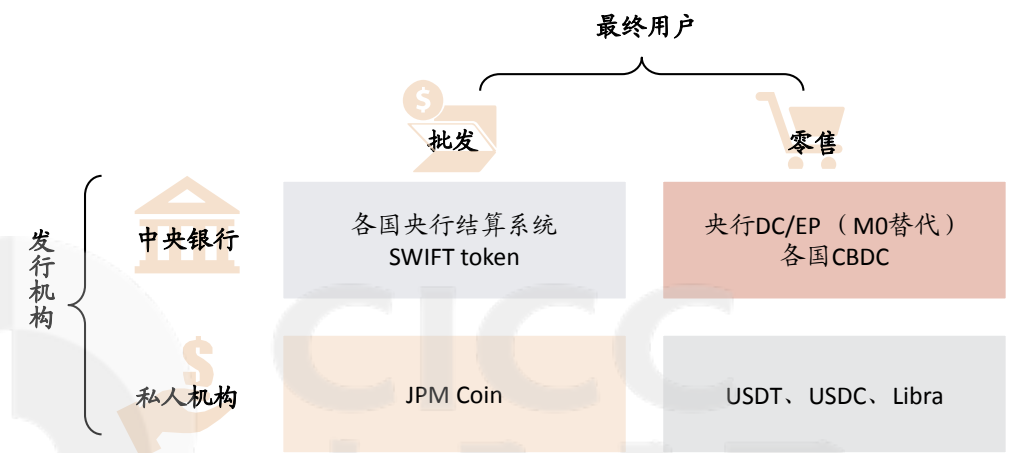 最终用户
批发
零售
发行机构
中央银行
各国央行结算系统
SWIFT token
央行DC/EP（M0替代）
各国CBDC
私人机构
JPM Coin
USDT、USDC、Libra
CICC